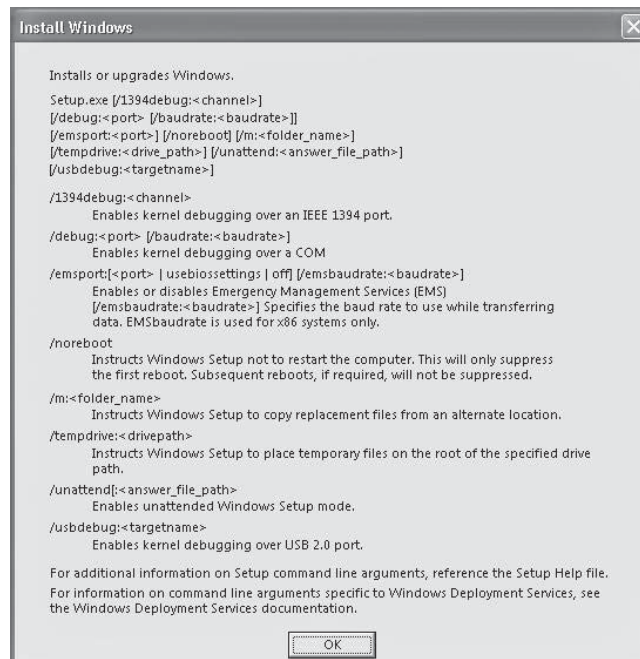 Install Windows
Installs or upgrades Windows.
Setup.exe [/1394debug:<channel>]
[/debug:<port> [/baudrate:<baudrate>]]
[/emsport:<port>] [/noreboot] [/m:<folder_name>]
[/tempdrive:<drive_path>] [/unattend:<answer_file_path>]
[/usbdebug:<targetname>]
/1394debug:<channel>
Enables kernel debugging over an IEEE 1394 port.
/debug:<port> [/baudrate:<baudrate>]
Enables kernel debugging over a COM
/emsport:[<port> | usebiossettings | off] [/emsbaudrate:<baudrate>]
Enables or disables Emergency Management Services (EMS)
[/emsbaudrate:<baudrate>] Specifies the baud rate to use while transferring
data. EMSbaudrate is used for x86 systems only.
/noreboot
Instructs Windows Setup not to restart the computer. This will only suppress
the first reboot. Subsequent reboots, if required, will not be suppressed.
/m:<folder_name>
Instructs Windows Setup to copy replacement files from an alternate location.
/tempdrive:<drivepath>
Instructs Windows Setup to place temporary files on the root of the specified drive
path.
/unattend[:<answer_file_path>
Enables unattended Windows Setup mode.
/usbdebug:<targetname>
Enables kernel debugging over USB 2.0 port.
For additional information on Setup command line arguments, reference the Setup Help file.
For information on command line arguments specific to Windows Deployment Services, see
the Windows Deployment Services documentation.
OK